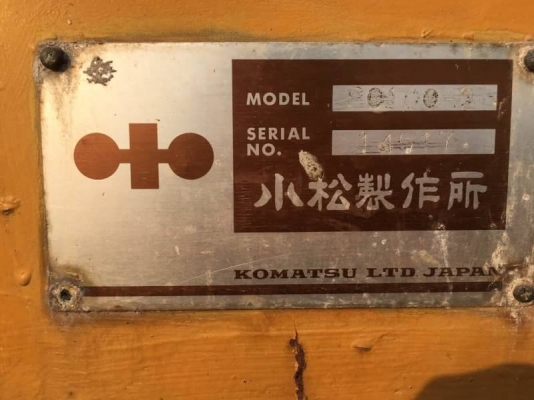 MODEL
SERIAL
NO.
小松製作所
KOMATSU LTD. JAPAN